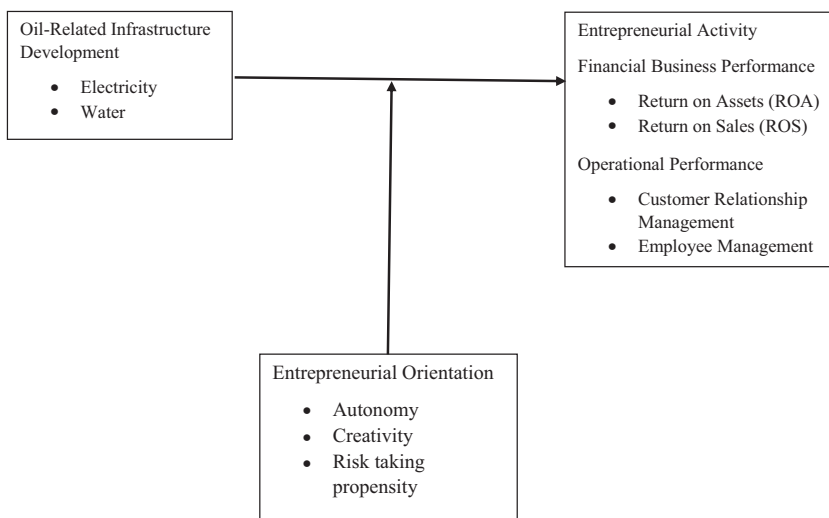 Oil-Related Infrastructure
Development
• Electricity
• Water
Entrepreneurial Activity
Financial Business Performance
• Return on Assets (ROA)
• Return on Sales (ROS)
Operational Performance
• Customer Relationship
Management
• Employee Management
Entrepreneurial Orientation
• Autonomy
• Creativity
• Risk taking
propensity